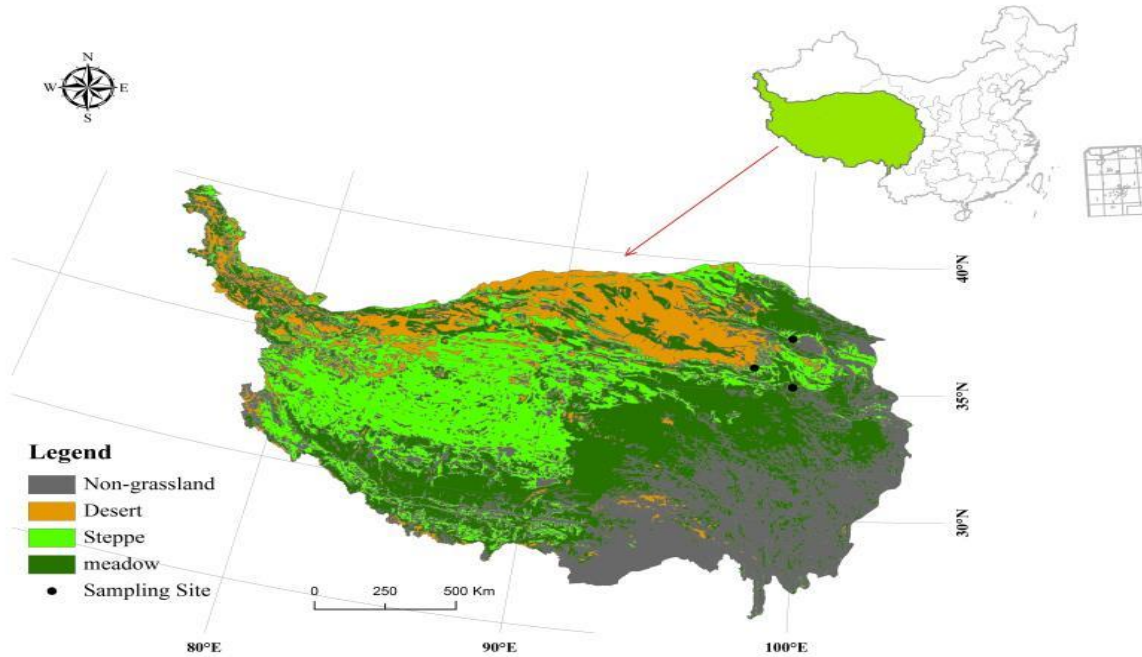 N
W E
S
40°N
35°N
30°N
Legend
Non-grassland
Desert
Steppe
meadow
Sampling Site
0 250 500 Km
80°E 90°E 100°E